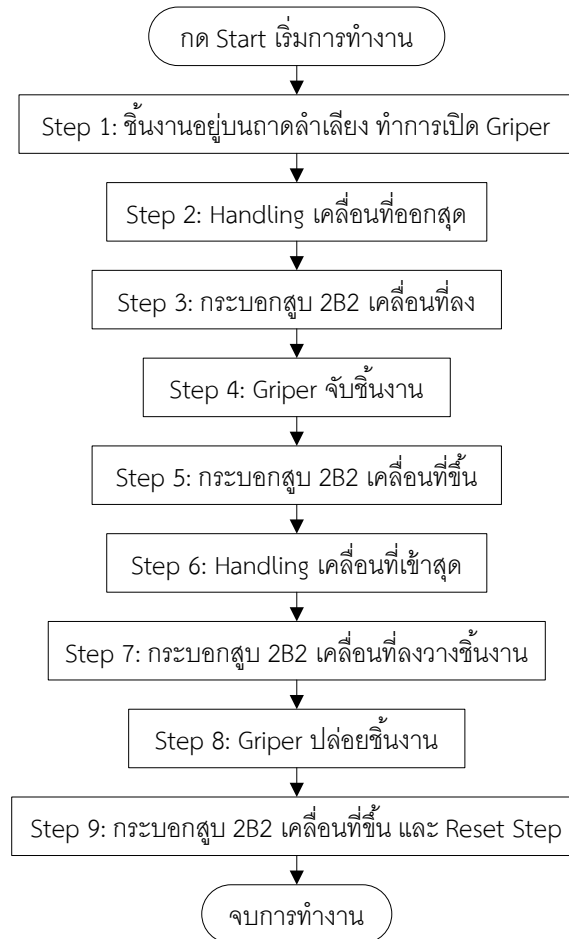 กด Start เริ่มการทำงาน
Step 1: ชิ้นงานอยู่บนถาดลำเลียง ทำการเปิด Griper
Step 2: Handling เคลื่อนที่ออกสุด
Step 3: กระบอกสูบ 2B2 เคลื่อนที่ลง
Step 4: Griper จับชิ้นงาน
Step 5: กระบอกสูบ 2B2 เคลื่อนที่ขึ้น
Step 6: Handling เคลื่อนที่เข้าสุด
Step 7: กระบอกสูบ 2B2 เคลื่อนที่ลงวางชิ้นงาน
Step 8: Griper ปล่อยชิ้นงาน
Step 9: กระบอกสูบ 2B2 เคลื่อนที่ขึ้น และ Reset Step
จบการทำงาน